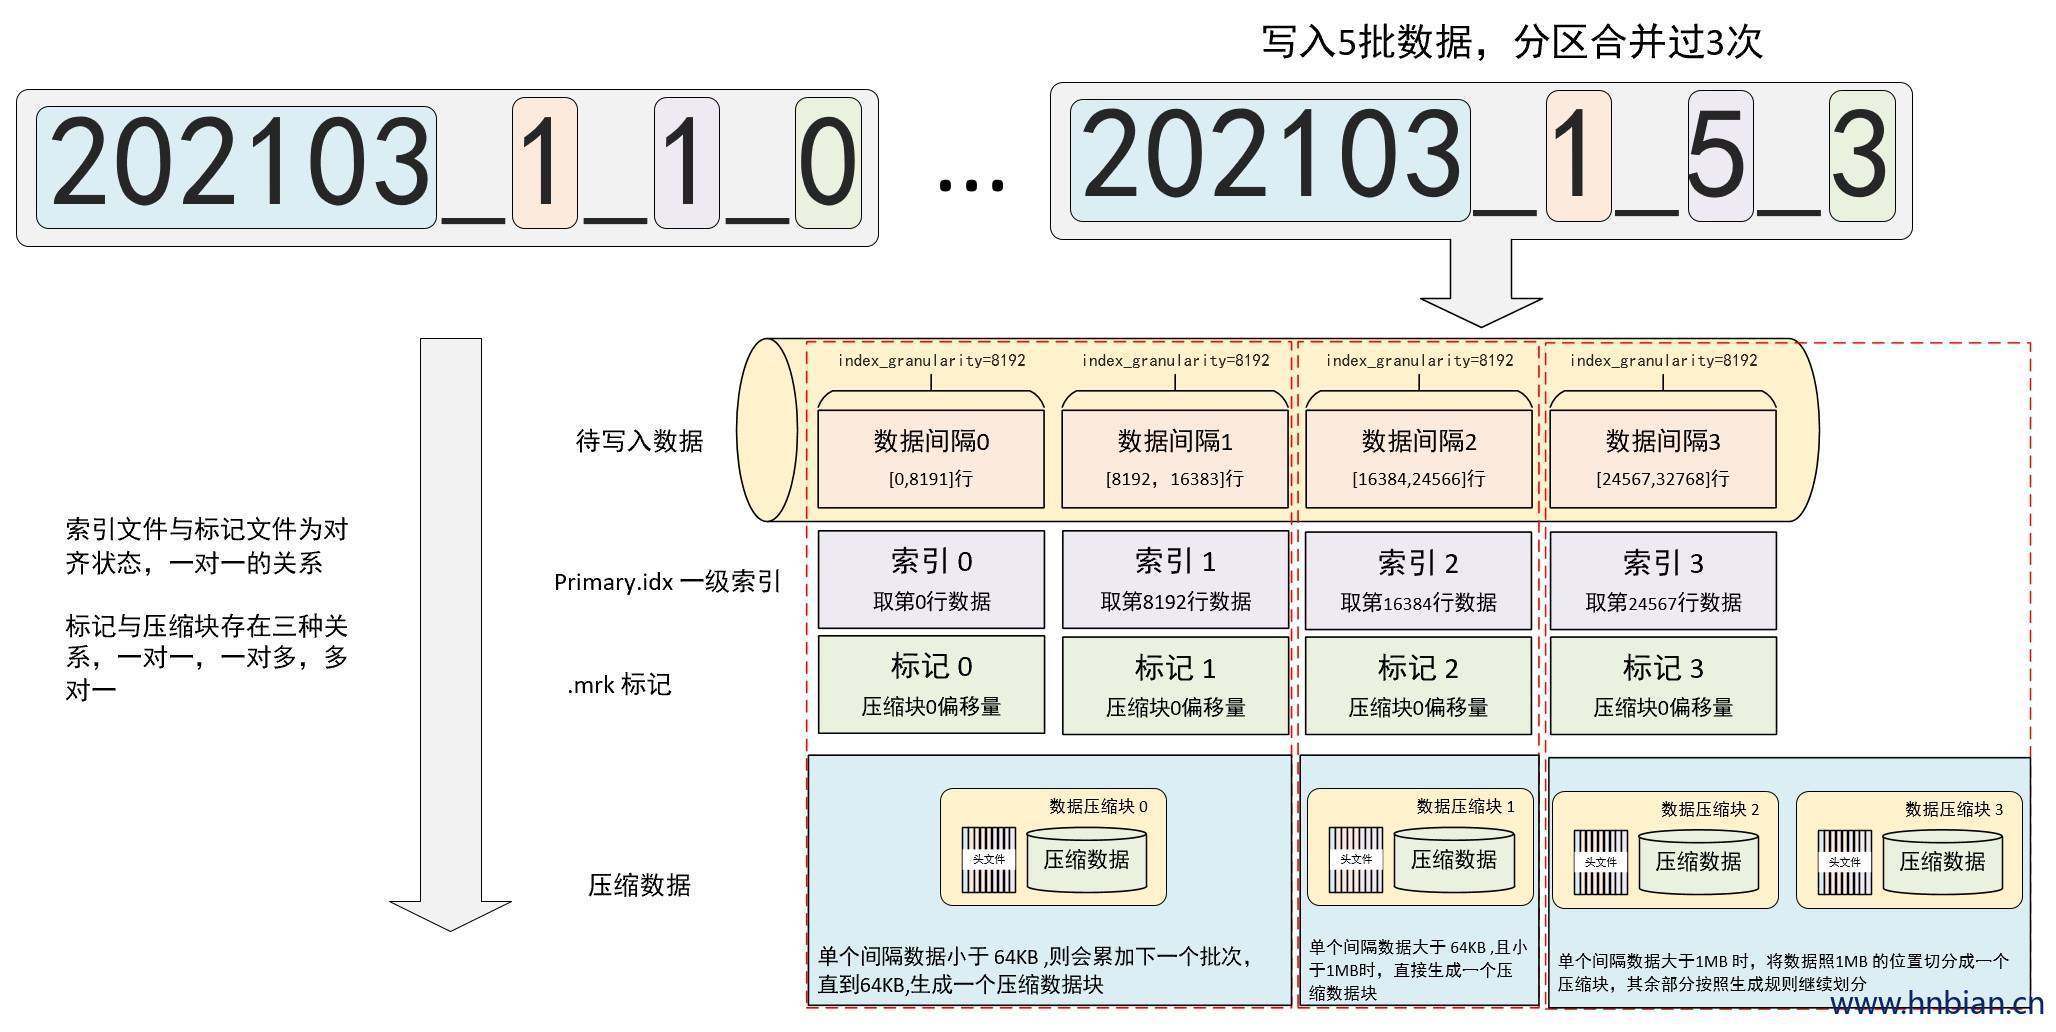 写入5批数据，分区合并过3次
202103_1_1_0
...
202103_1_5_3
index_granularity=8192
index_granularity=8192
index_granularity=8192
index_granularity=8192
待写入数据
数据间隔0
[0,8191]行
数据间隔1
[8192，16383]行
数据间隔2
[16384,24566]行
数据间隔3
[24567,32768]行
索引文件与标记文件为对
齐状态，一对一的关系
标记与压缩块存在三种关
系，一对一，一对多，多
对一
Primary.idx 一级索引
索引 0
取第0行数据
索引 1
取第8192行数据
索引 2
取第16384行数据
索引 3
取第24567行数据
.mrk 标记
标记 0
压缩块0偏移量
标记 1
压缩块0偏移量
标记 2
压缩块0偏移量
标记 3
压缩块0偏移量
压缩数据
数据压缩块 0
头文件
压缩数据
单个间隔数据小于 64KB ,则会累加下一个批次，
直到64KB,生成一个压缩数据块
数据压缩块 1
头文件
压缩数据
单个间隔数据大于 64KB ,且小
于1MB时，直接生成一个压
缩数据块
数据压缩块 2
头文件
压缩数据
数据压缩块 3
头文件
压缩数据
单个间隔数据大于1MB 时，将数据照1MB 的位置切分成一个
压缩块，其余部分按照生成规则继续划分
www.hnbian.cn